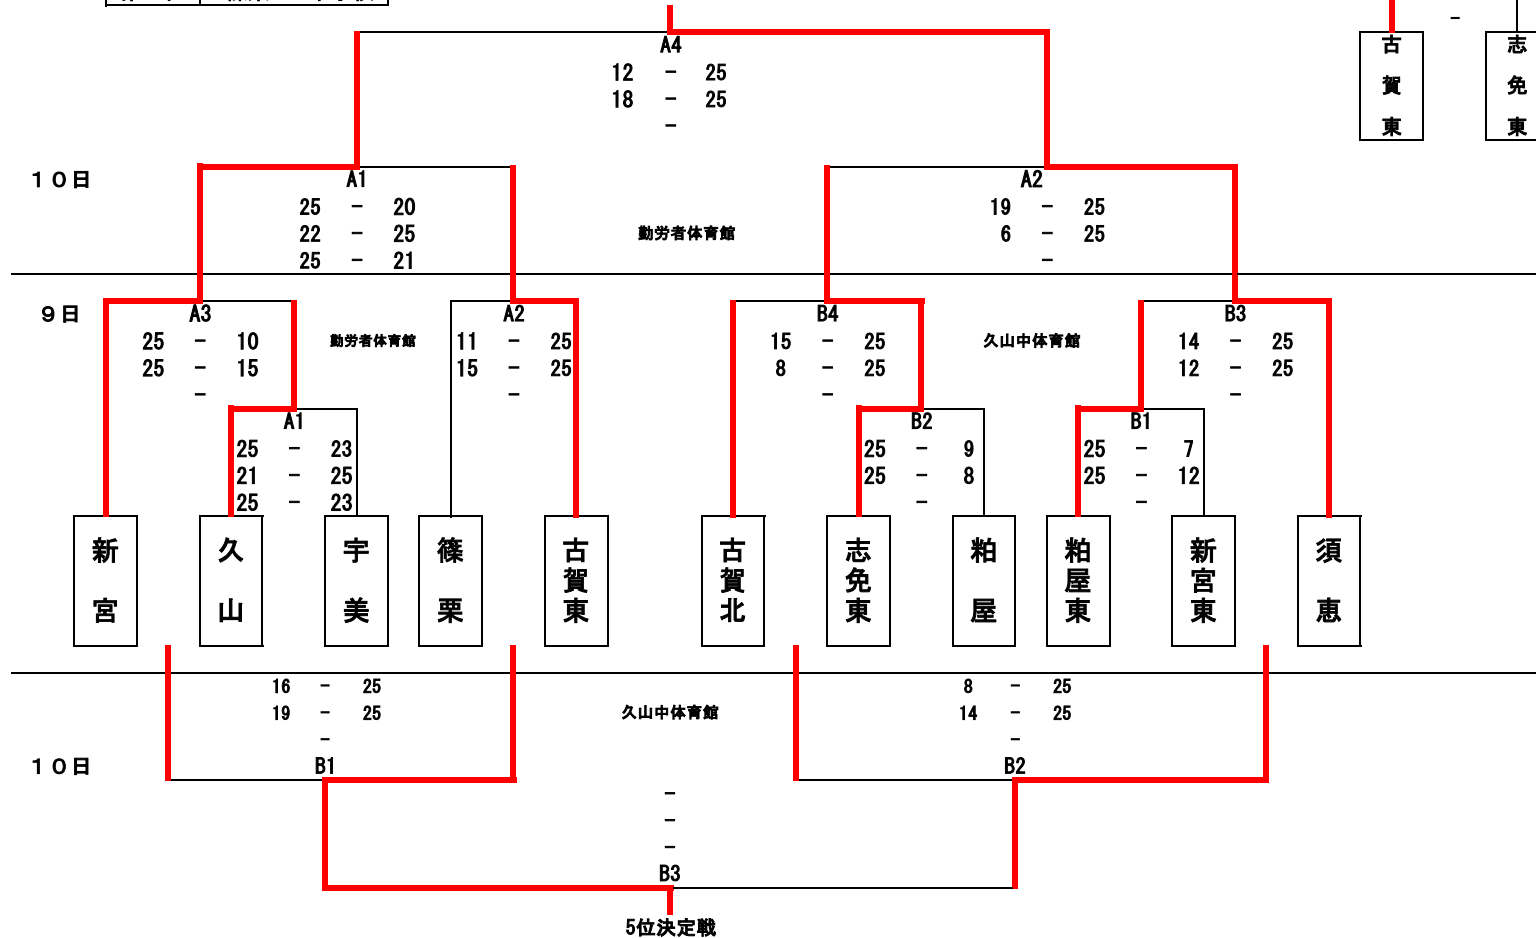 -
A4
12 - 25
18 - 25
-
古賀東
志免東
10日
A1
25 - 20
22 - 25
25 - 21
勤労者体育館
A2
19 - 25
6 - 25
-
9日
A3
25 - 10
25 - 15
-
勤労者体育館
A2
11 - 25
15 - 25
-
B4
15 - 25
8 - 25
-
久山中体育館
B3
14 - 25
12 - 25
-
A1
25 - 23
21 - 25
25 - 23
B2
25 - 9
25 - 8
-
B1
25 - 7
25 - 12
-
新宮
久山
宇美
篠栗
古賀東
古賀北
志免東
粕屋
粕屋東
新宮東
須恵
16 - 25
19 - 25
-
久山中体育館
8 - 25
14 - 25
-
10日
B1
B2
-
-
-
B3
5位決定戦